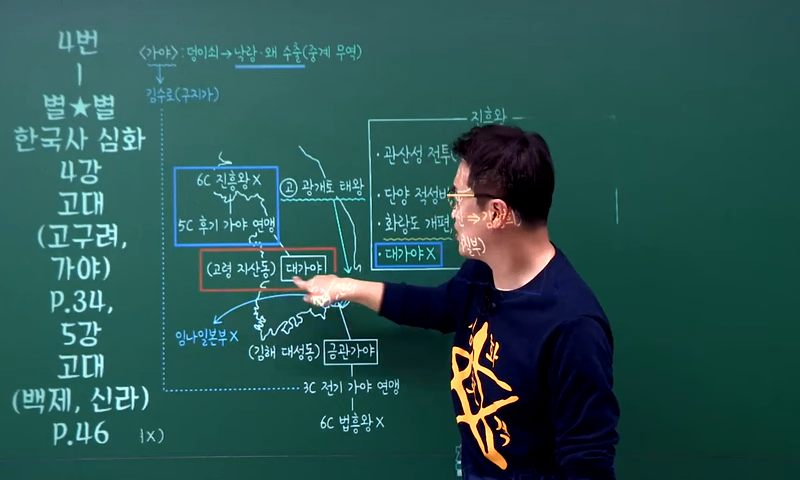 4번
|
별★별
한국사 심화
4강
고대
(고구려,
가야)
P.34,
5강
고대
(백제, 신라)
P.46
<가야> : 덩이쇠 → 낙랑·왜 수출(중계 무역)
김수로(구지가)
6C 진흥왕 X
5C 후기 가야 연맹
고 광개토 태왕
(고령 지산동) 대가야
임나일본부 X
(김해 대성동) 금관가야
3C 전기 가야 연맹
6C 법흥왕 X
진흥왕
· 관산성 전투
· 단양 적성비
· 화랑도 개편,
· 대가야 X
X)